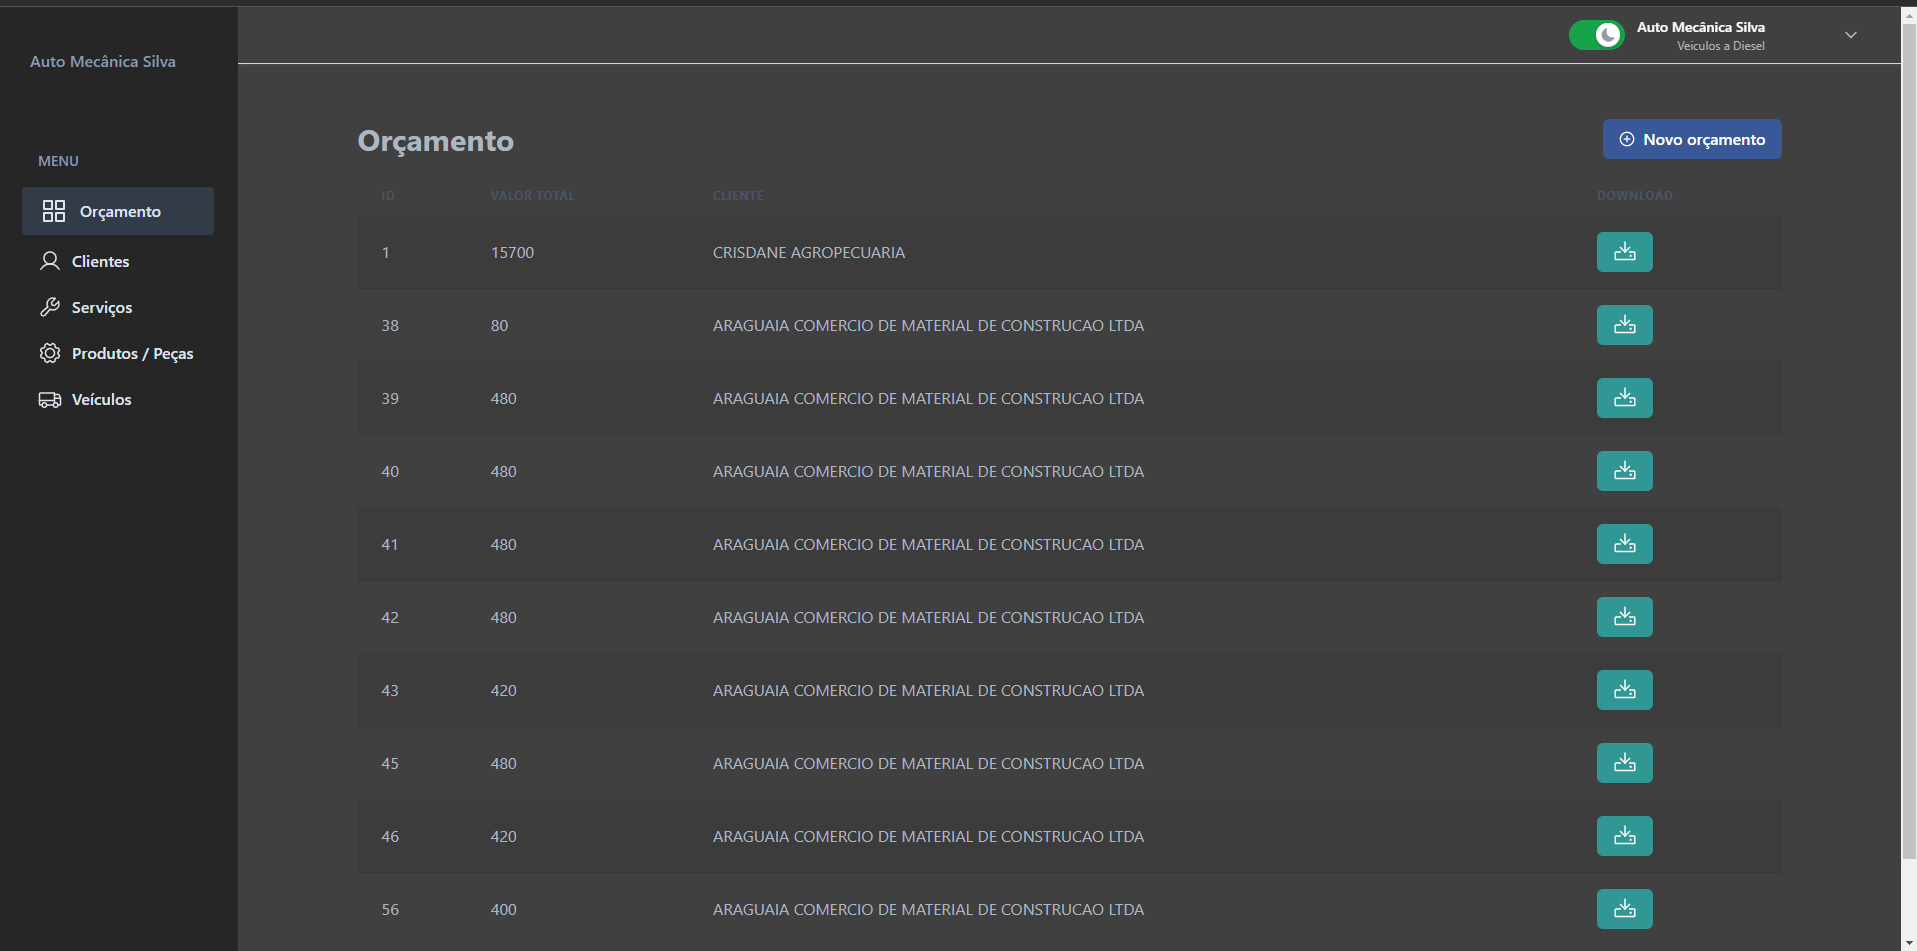 Auto Mecânica Silva
MENU
Orçamento
Clientes
Serviços
Produtos / Peças
Veículos
Auto Mecânica Silva
Veiculos a Diesel
Orçamento
Novo orçamento
ID VALOR TOTAL CLIENTE DOWNLOAD
1 15700 CRISDANE AGROPECUARIA
38 80 ARAGUAIA COMERCIO DE MATERIAL DE CONSTRUCAO LTDA
39 480 ARAGUAIA COMERCIO DE MATERIAL DE CONSTRUCAO LTDA
40 480 ARAGUAIA COMERCIO DE MATERIAL DE CONSTRUCAO LTDA
41 480 ARAGUAIA COMERCIO DE MATERIAL DE CONSTRUCAO LTDA
42 480 ARAGUAIA COMERCIO DE MATERIAL DE CONSTRUCAO LTDA
43 420 ARAGUAIA COMERCIO DE MATERIAL DE CONSTRUCAO LTDA
45 480 ARAGUAIA COMERCIO DE MATERIAL DE CONSTRUCAO LTDA
46 420 ARAGUAIA COMERCIO DE MATERIAL DE CONSTRUCAO LTDA
56 400 ARAGUAIA COMERCIO DE MATERIAL DE CONSTRUCAO LTDA